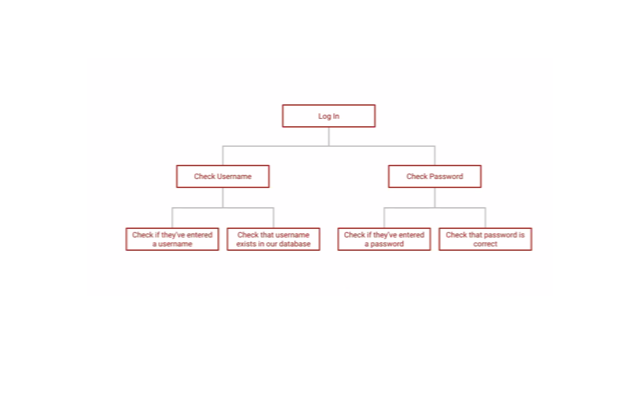 Log In
Check Username
Check Password
Check if they've entered
a username
Check that username
exists in our database
Check if they've entered
a password
Check that password is
correct